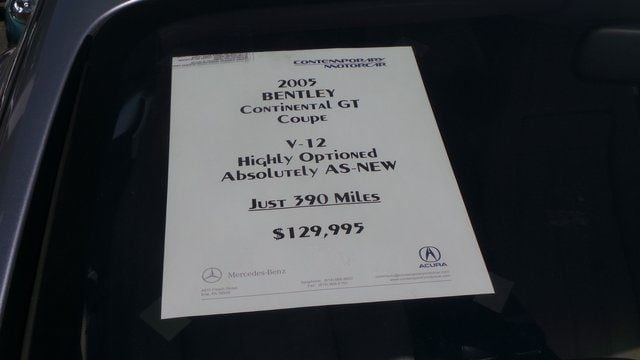 CONTEMPORARY
MOTORCAR
2005
BENTLEY
CONTINENTAL GT
COUPE
V-12
HIGHLY OPTIONED
ABSOLUTELY AS-NEW
JUST 390 MILES
$129,995
Mercedes-Benz
ACURA